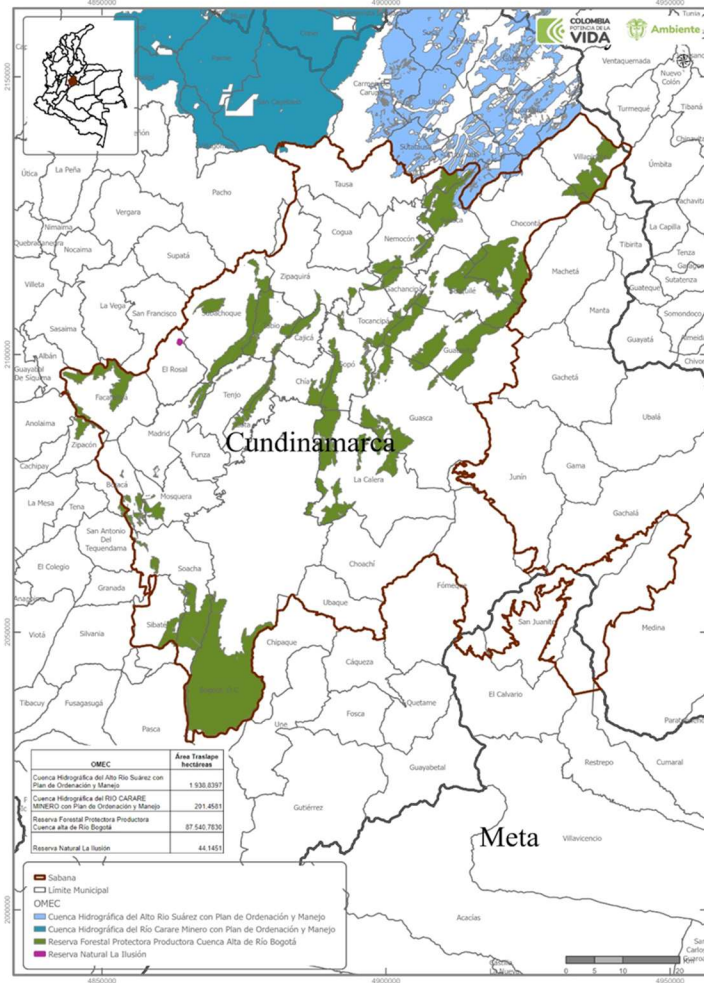 4850000
4900000
4950000
COLOMBIA
POTENCIA DE LA
VIDA
Ambiente
Tunia
Ventaquemada
Nuevo
Colón
2150000
Turmequé
Tibaná
Úmbita
Pachavita
La Capilla
Tibirita
Tenza
Guateque
Sutatenza
Somondoco
Guayatá
Almeida
Chivor
Útica
La Peña
Pacho
Tausa
Vergara
Nimaima
Quebradanegra
Nocaima
Supatá
Cogua
Nemocón
Chocontá
Machetá
Manta
Villeta
La Vega
San Francisco
Subachoque
Zipaquirá
Gachancipá
Tocancipá
Sasaima
Albán
2100000
Guayabal
De Siquima
El Rosal
Cajicá
Sopó
Gachetá
Ubalá
Facatativá
Tenjo
Chía
Guasca
Anolaima
Zipacón
Madrid
Funza
Cundinamarca
Cachipay
La Calera
Junín
Gama
Gachalá
Bojacá
Mosquera
La Mesa
Tena
San Antonio
Del
Tequendama
El Colegio
Soacha
Choachí
Granada
Fómeque
Ubaque
Viotá
Silvania
Sibaté
2050000
Chipaque
San Juanito
Medina
Cáqueza
El Calvario
Tibacuy
Fusagasugá
Pasca
Une
Fosca
Quetame
Guayabetal
Restrepo
Cumaral
Gutiérrez
Meta
Villavicencio
Acacías
2000000
OMEC
Área Traslape
hectáreas
Cuenca Hidrográfica del Alto Río Suárez con
Plan de Ordenación y Manejo
1.930,8397
Cuenca Hidrográfica del RIO CARARE
MINERO con Plan de Ordenación y Manejo
291,4581
Reserva Forestal Protectora Productora
Cuenca alta de Río Bogotá
87.540,7830
Reserva Natural La Ilusión
44,1451
Sabana
Límite Municipal
OMEC
Cuenca Hidrográfica del Alto Rio Suárez con Plan de Ordenación y Manejo
Cuenca Hidrográfica del Río Carare Minero con Plan de Ordenación y Manejo
Reserva Forestal Protectora Productora Cuenca Alta de Río Bogotá
Reserva Natural La Ilusión
0 5 10 20
4850000
4900000
4950000